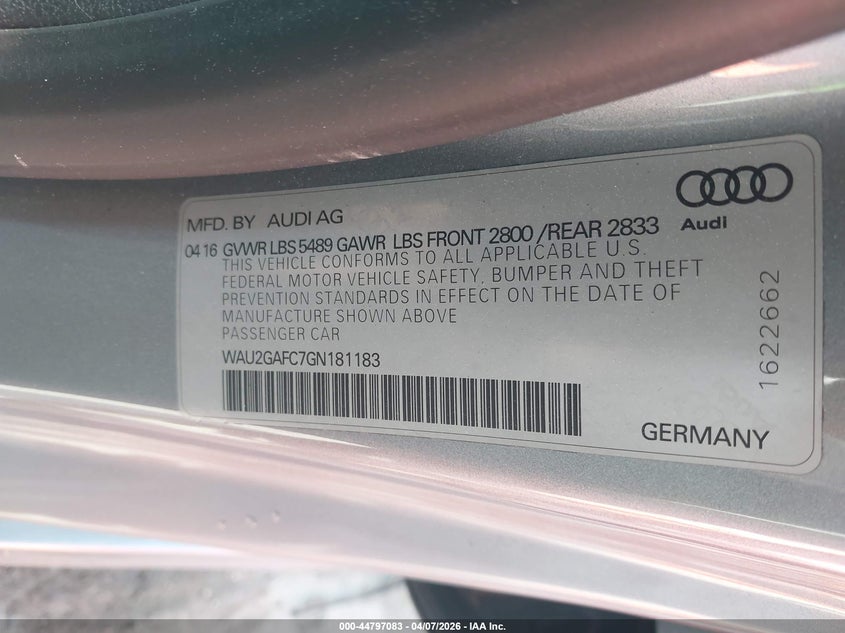 MFD. BY AUDI AG
Audi
04 16 GVWR LBS 5489 GAWR LBS FRONT 2800 /REAR 2833
THIS VEHICLE CONFORMS TO ALL APPLICABLE U.S.
FEDERAL MOTOR VEHICLE SAFETY, BUMPER AND THEFT
PREVENTION STANDARDS IN EFFECT ON THE DATE OF
MANUFACTURE SHOWN ABOVE
PASSENGER CAR
WAU2GAFC7GN181183
1622662
GERMANY
000-44797083 - 04/07/2026 - IAA Inc.